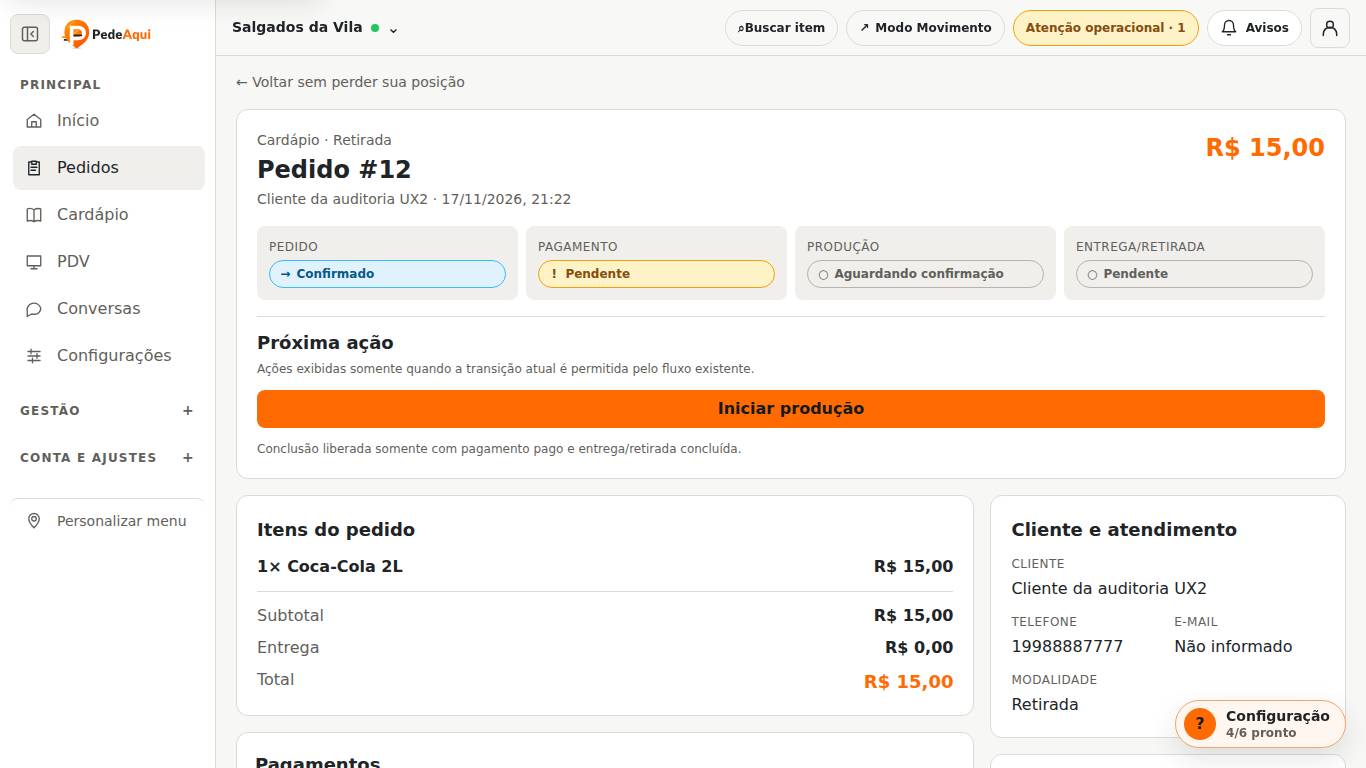 PedeAqui
PRINCIPAL
Início
Pedidos
Cardápio
PDV
Conversas
Configurações
GESTÃO +
CONTA E AJUSTES +
Personalizar menu
Salgados da Vila
Buscar item
↗ Modo Movimento
Atenção operacional · 1
Avisos
← Voltar sem perder sua posição
Cardápio · Retirada
Pedido #12
Cliente da auditoria UX2 · 17/11/2026, 21:22
R$ 15,00
PEDIDO
→ Confirmado
PAGAMENTO
! Pendente
PRODUÇÃO
○ Aguardando confirmação
ENTREGA/RETIRADA
○ Pendente
Próxima ação
Ações exibidas somente quando a transição atual é permitida pelo fluxo existente.
Iniciar produção
Conclusão liberada somente com pagamento pago e entrega/retirada concluída.
Itens do pedido
1× Coca-Cola 2L R$ 15,00
Subtotal R$ 15,00
Entrega R$ 0,00
Total R$ 15,00
Pagamentos
Cliente e atendimento
CLIENTE
Cliente da auditoria UX2
TELEFONE E-MAIL
19988887777 Não informado
MODALIDADE
Retirada
? Configuração
4/6 pronto